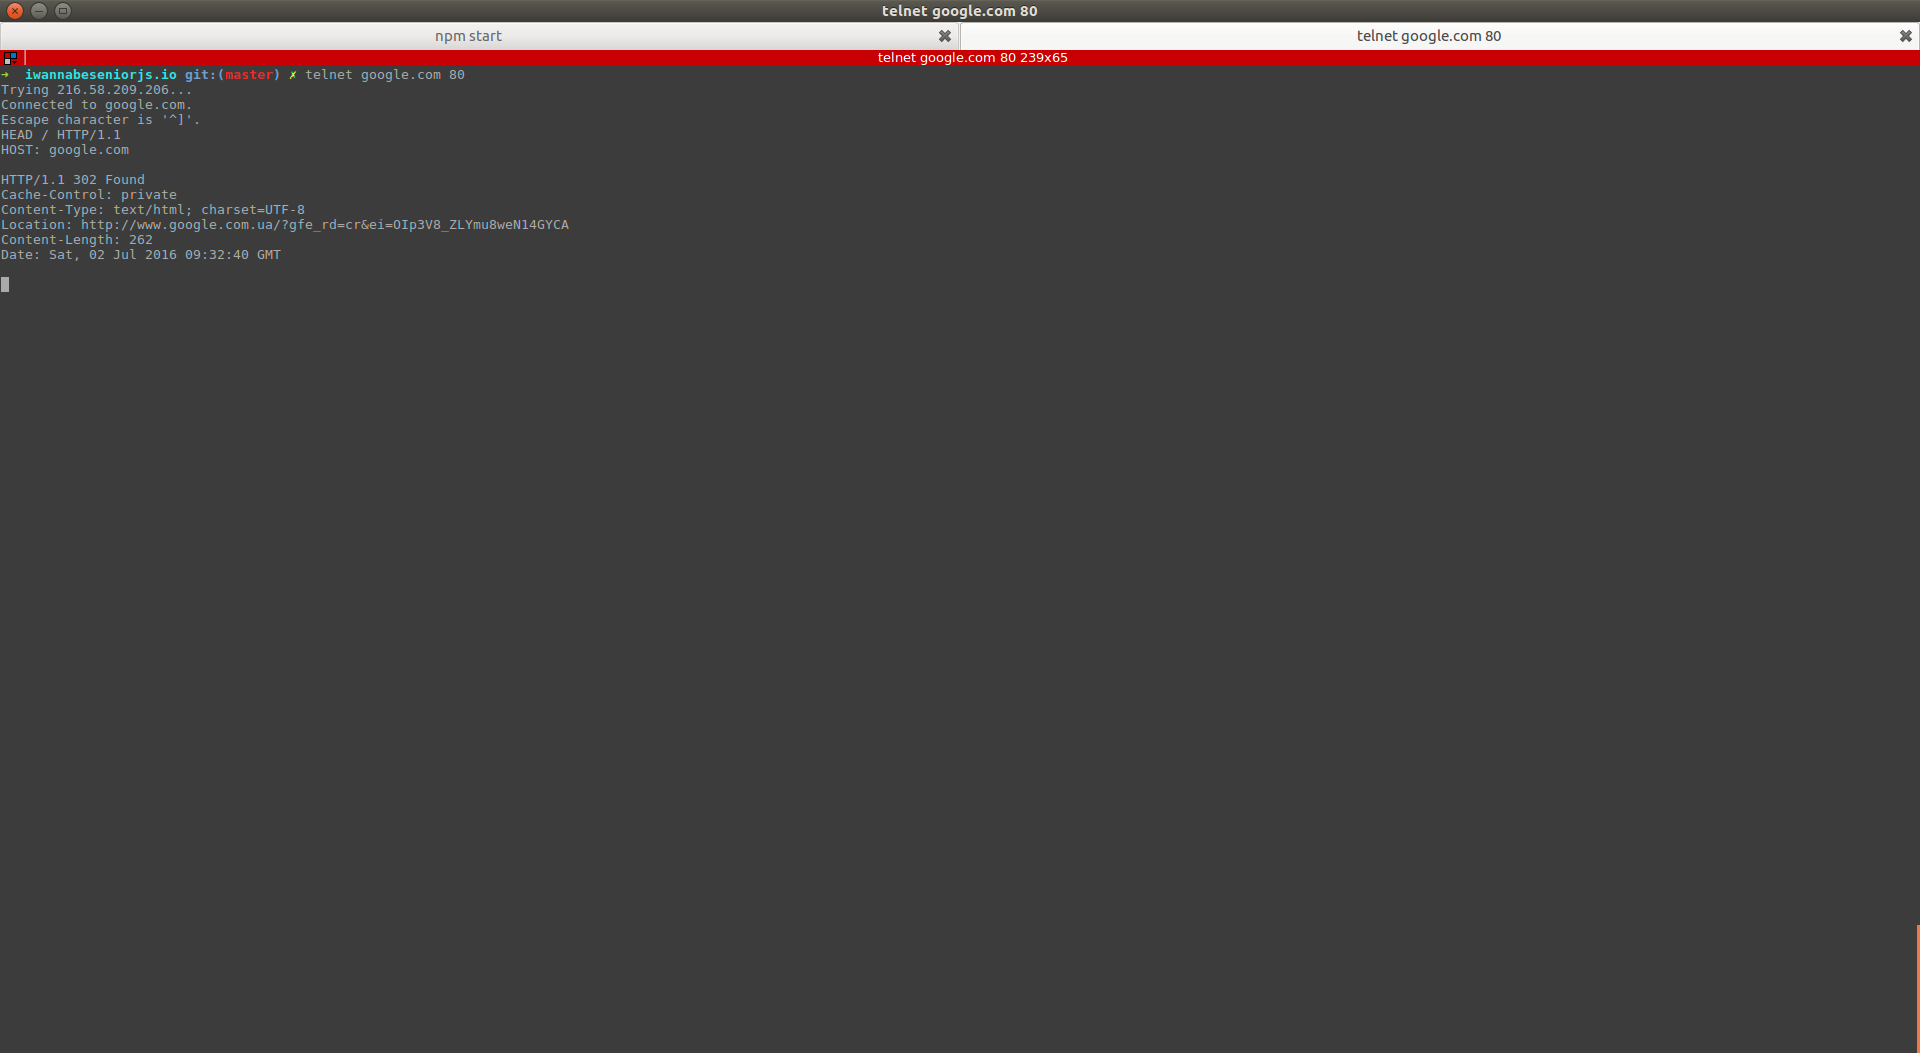 telnet google.com 80
npm start
telnet google.com 80
telnet google.com 80 239x65
➜  iwannabeseniorjs.io git:(master) ✗ telnet google.com 80
Trying 216.58.209.206...
Connected to google.com.
Escape character is '^]'.
HEAD / HTTP/1.1
HOST: google.com

HTTP/1.1 302 Found
Cache-Control: private
Content-Type: text/html; charset=UTF-8
Location: http://www.google.com.ua/?gfe_rd=cr&ei=OIp3V8_ZLYmu8weN14GYCA
Content-Length: 262
Date: Sat, 02 Jul 2016 09:32:40 GMT